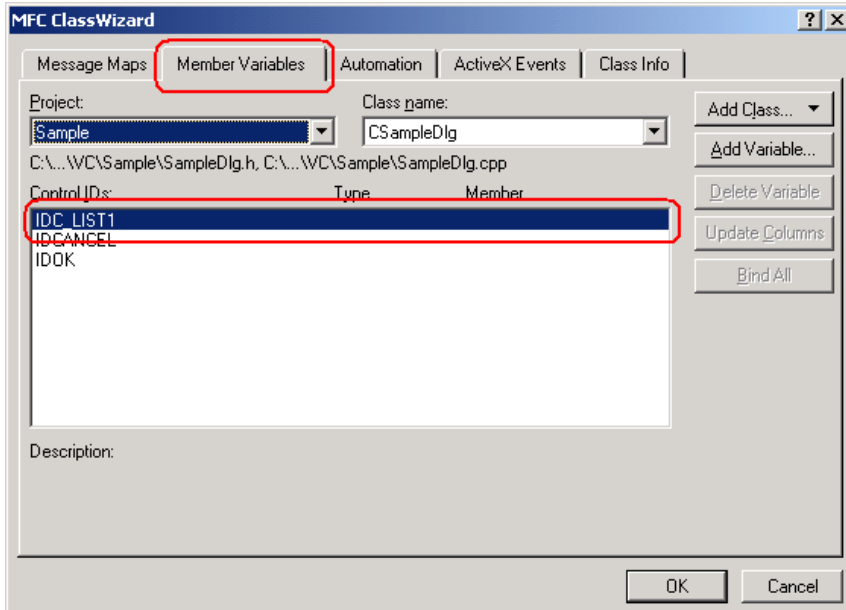 MFC ClassWizard
Message Maps Member Variables Automation ActiveX Events Class Info
Project: Class name:
Sample CSampleDlg
C:\...\VC\Sample\SampleDlg.h, C:\...\VC\Sample\SampleDlg.cpp
Control IDs: Type Member
IDC_LIST1
IDCANCEL
IDOK
Description:
Add Class...
Add Variable...
Delete Variable
Update Columns
Bind All
OK Cancel